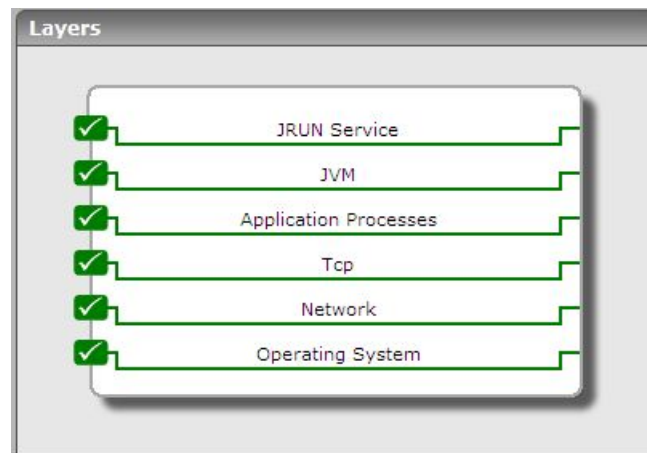 Layers
JRUN Service
JVM
Application Processes
Tcp
Network
Operating System